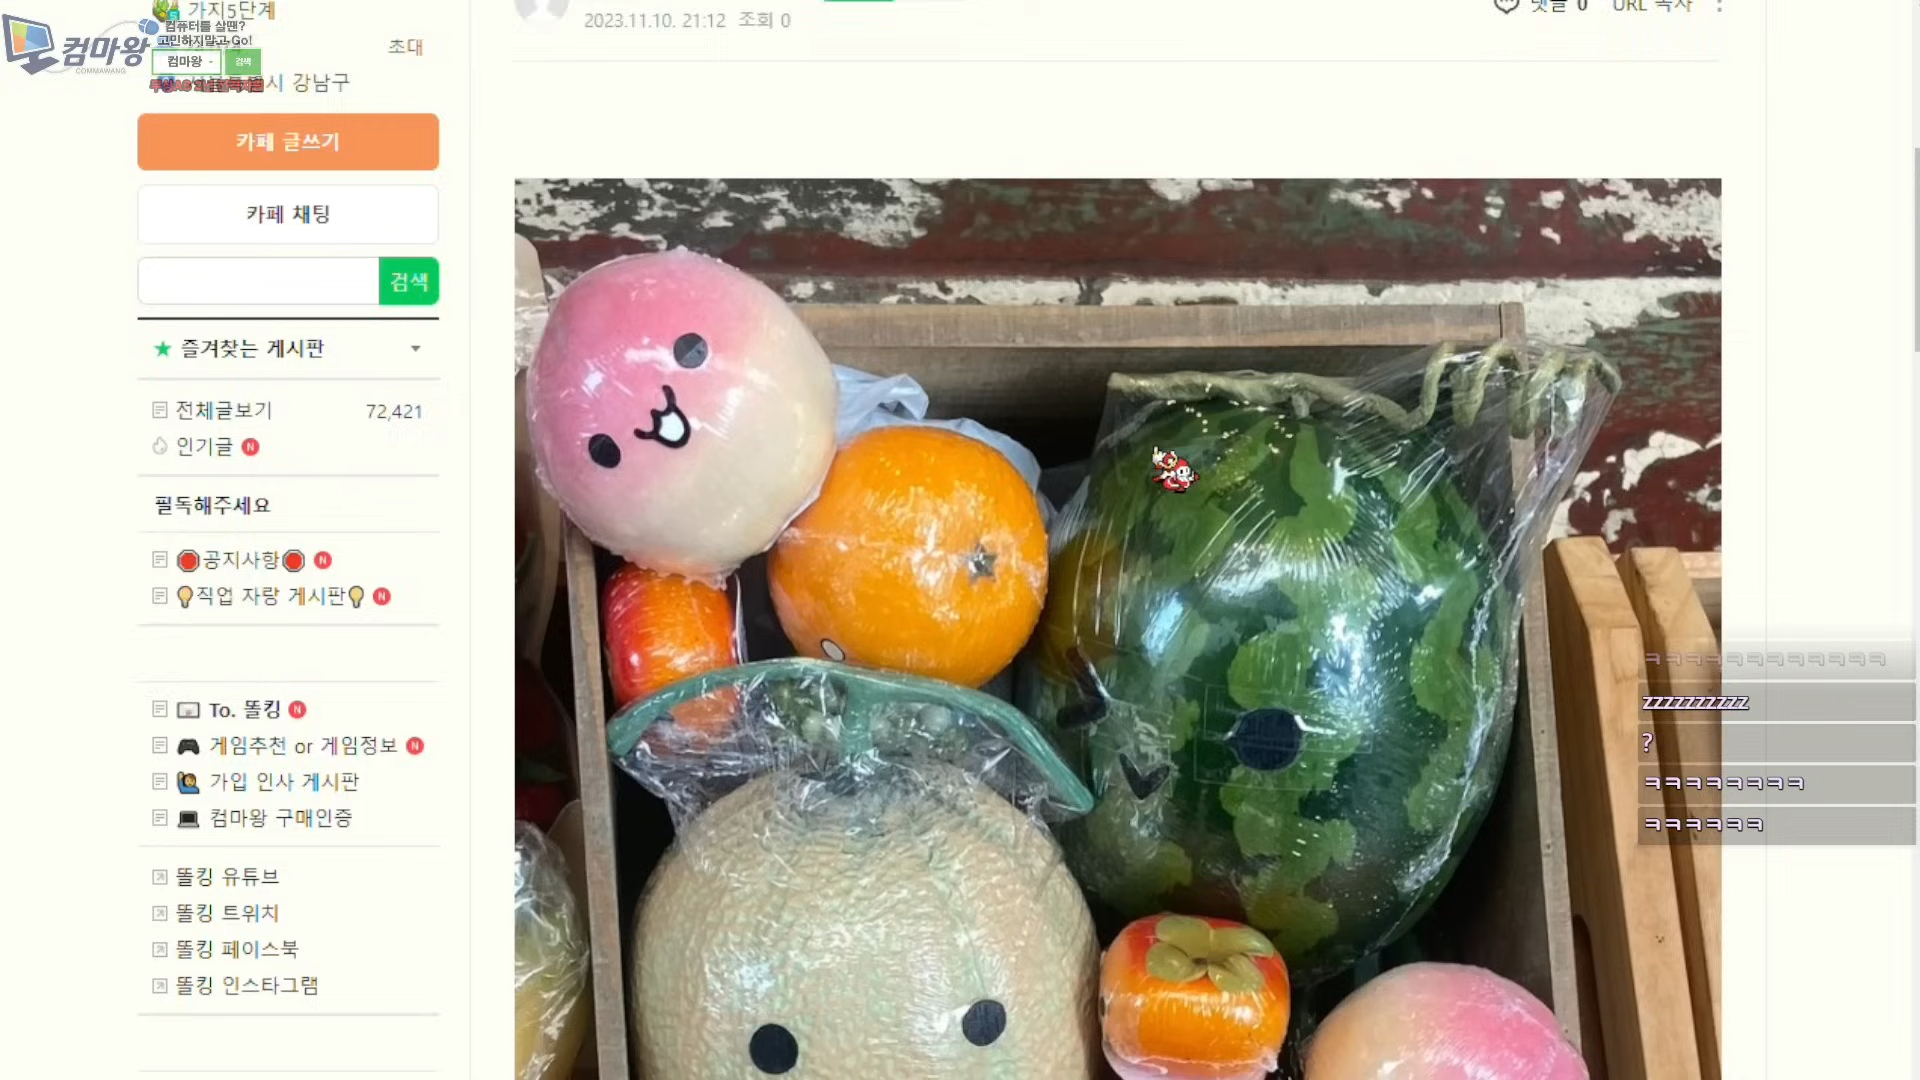 가지5단계
컴퓨터를 살땐?
고민하지말고 Go!
컴마왕
COMMAWANG
컴마왕
검색
초대
시 강남구
카페 글쓰기
카페 채팅
검색
즐겨찾는 게시판
전체글보기 72,421
인기글 N
필독해주세요
공지사항 N
직업 자랑 게시판 N
To. 똘킹 N
게임추천 or 게임정보 N
가입 인사 게시판
컴마왕 구매인증
똘킹 유튜브
똘킹 트위치
똘킹 페이스북
똘킹 인스타그램
2023.11.10. 21:12 조회 0
댓글 0 URL 복사
ㅋㅋㅋㅋㅋㅋㅋㅋㅋㅋㅋㅋ
zzzzzzzzzz
?
ㅋㅋㅋㅋㅋㅋㅋㅋ
ㅋㅋㅋㅋㅋㅋ